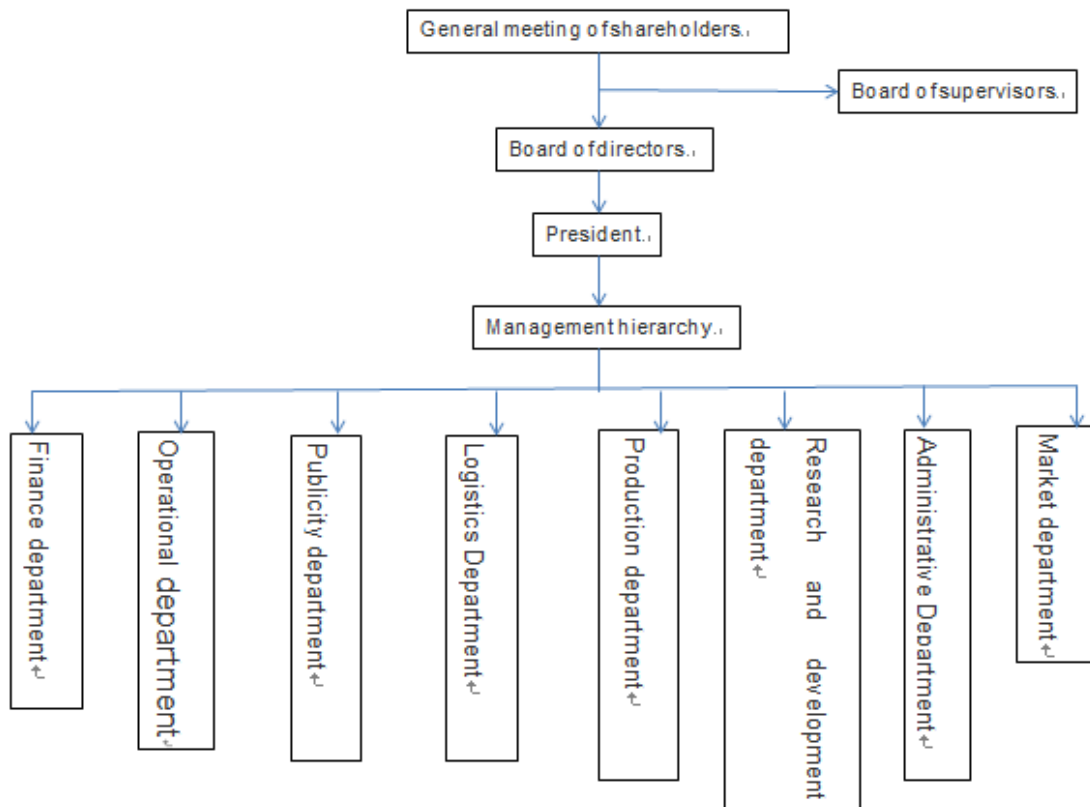 General meeting of shareholders
Board of supervisors
Board of directors
President
Management hierarchy
Finance department
Operational department
Publicity department
Logistics Department
Production department
Research and development
department
Administrative Department
Market department